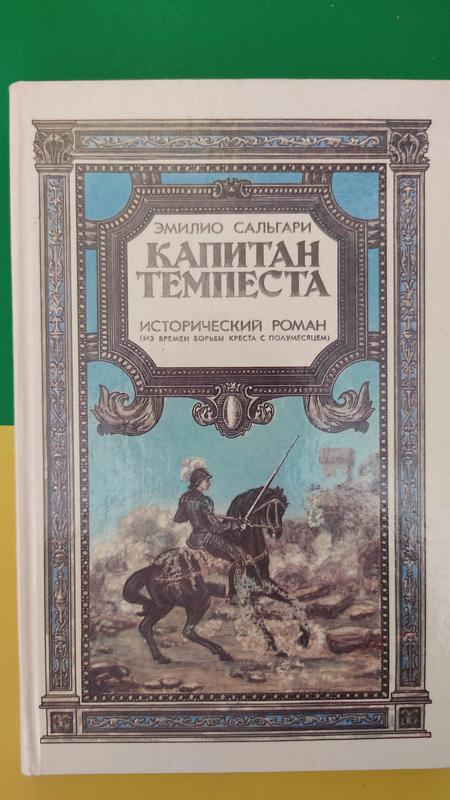 ЭМИЛИО САЛЬГАРИ
КАПИТАН
ТЕМПЕСТА
ИСТОРИЧЕСКИЙ РОМАН
(ИЗ ВРЕМЕН БОРЬБЫ КРЕСТА С ПОЛУМЕСЯЦЕМ)